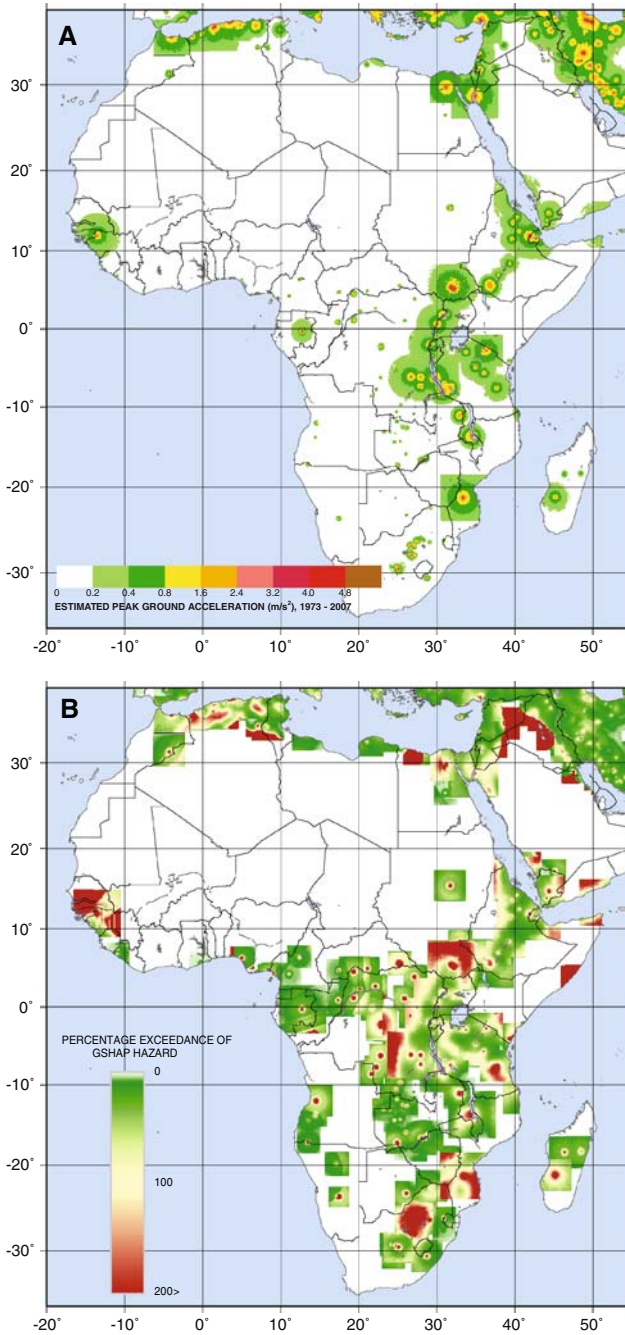 A
30°
20°
10°
0°
-10°
-20°
-30°
0 0.2 0.4 0.8 1.6 2.4 3.2 4.0 4.8
ESTIMATED PEAK GROUND ACCELERATION (m/s²), 1973 - 2007
-20° -10° 0° 10° 20° 30° 40° 50°
B
30°
20°
10°
0°
PERCENTAGE EXCEEDANCE OF
GSHAP HAZARD
0
-10°
-20°
100
-30°
200>
-20° -10° 0° 10° 20° 30° 40° 50°